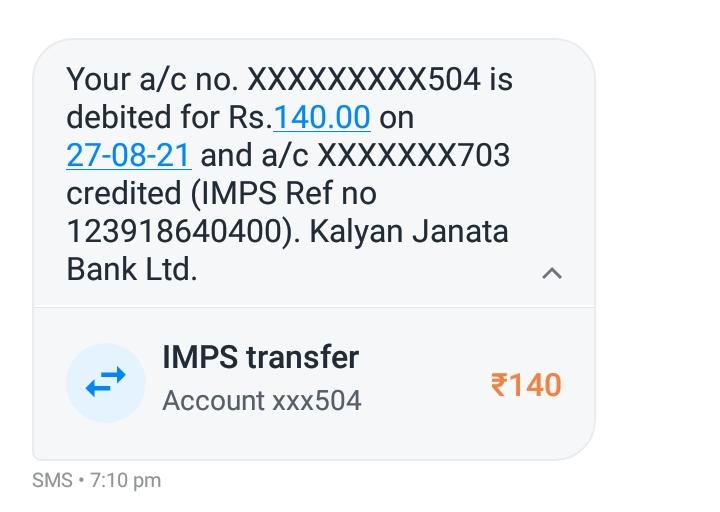 Your a/c no. XXXXXXXXX504 is
debited for Rs.140.00 on
27-08-21 and a/c XXXXXXX703
credited (IMPS Ref no
123918640400). Kalyan Janata
Bank Ltd.
IMPS transfer
Account xxx504
₹140
SMS • 7:10 pm